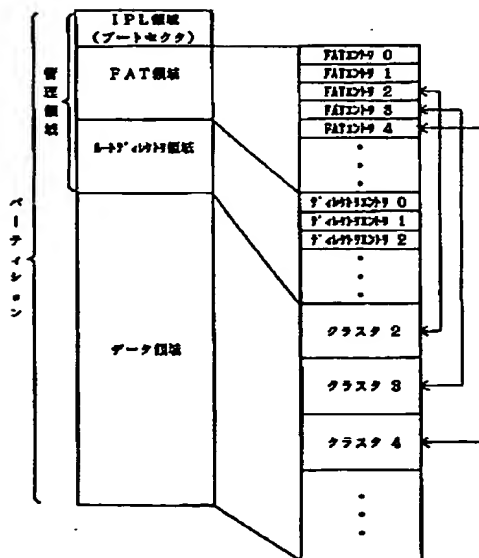 IPL領域
(ブートセクタ)
FAT領域
ルートディレクトリ領域
データ領域
管理領域
パーティション
FATエントリ 0
FATエントリ 1
FATエントリ 2
FATエントリ 3
FATエントリ 4
ディレクトリエントリ 0
ディレクトリエントリ 1
ディレクトリエントリ 2
クラスタ 2
クラスタ 3
クラスタ 4